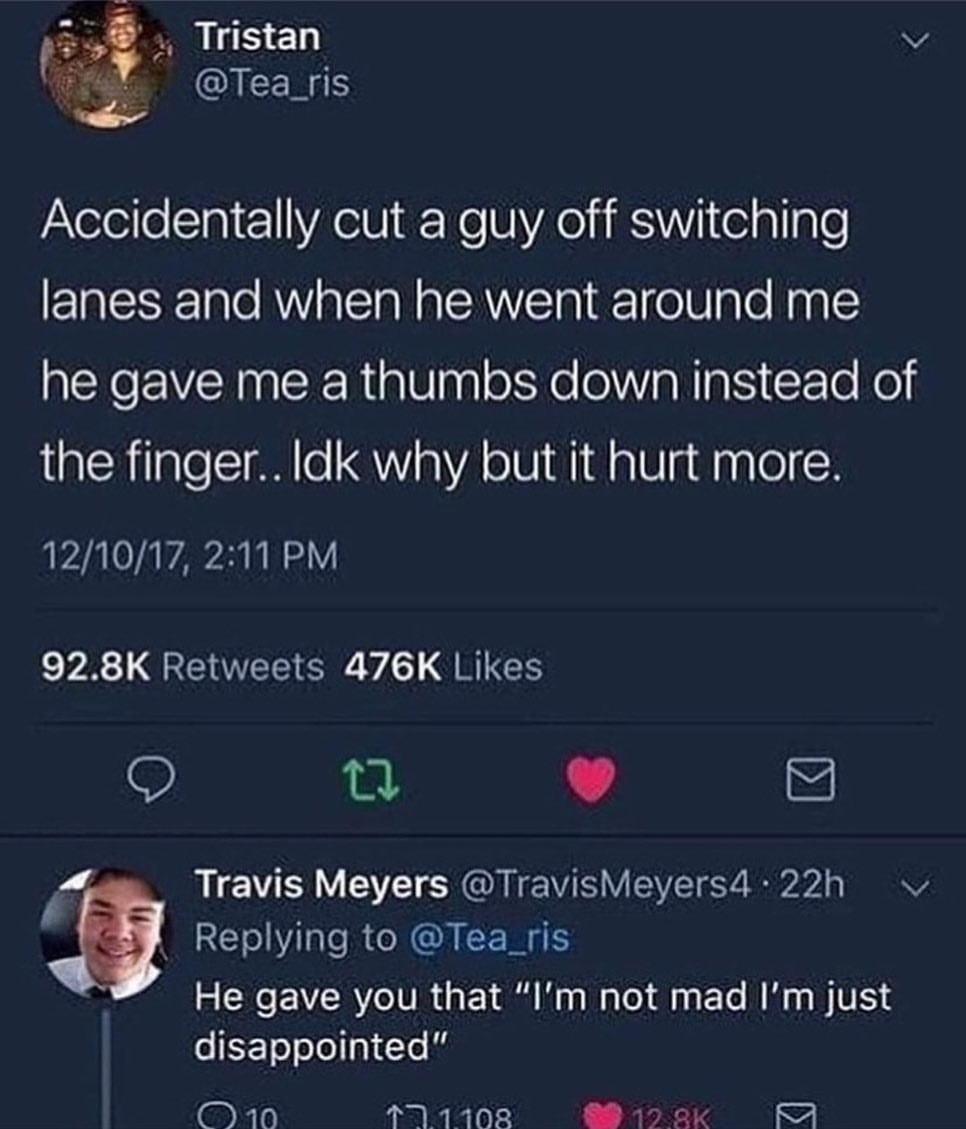 Tristan
@Tea_ris
Accidentally cut a guy off switching
lanes and when he went around me
he gave me a thumbs down instead of
the finger.. Idk why but it hurt more.
12/10/17, 2:11 PM
92.8K Retweets 476K Likes
Travis Meyers @TravisMeyers4 · 22h
Replying to @Tea_ris
He gave you that "I'm not mad I'm just
disappointed"
10 1,108 12.8K